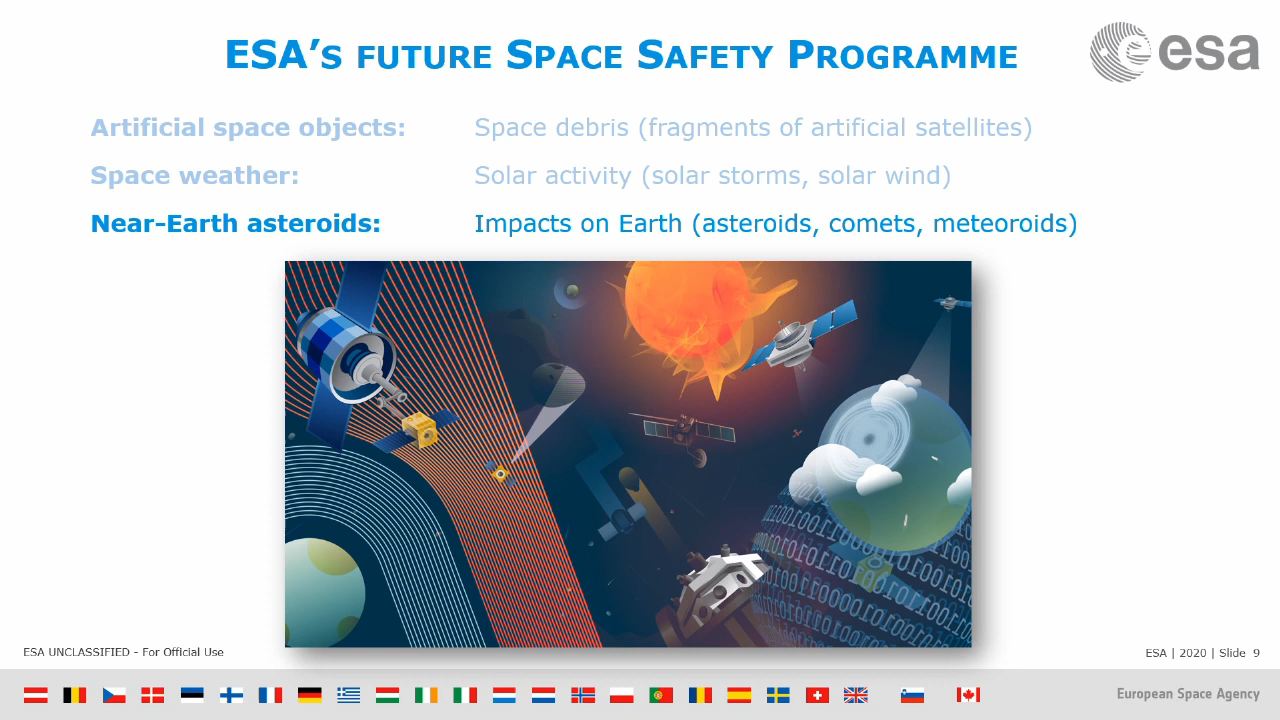 ESA’s future Space Safety Programme
esa
Artificial space objects: Space debris (fragments of artificial satellites)
Space weather: Solar activity (solar storms, solar wind)
Near-Earth asteroids: Impacts on Earth (asteroids, comets, meteoroids)
ESA UNCLASSIFIED - For Official Use
ESA | 2020 | Slide 9
European Space Agency